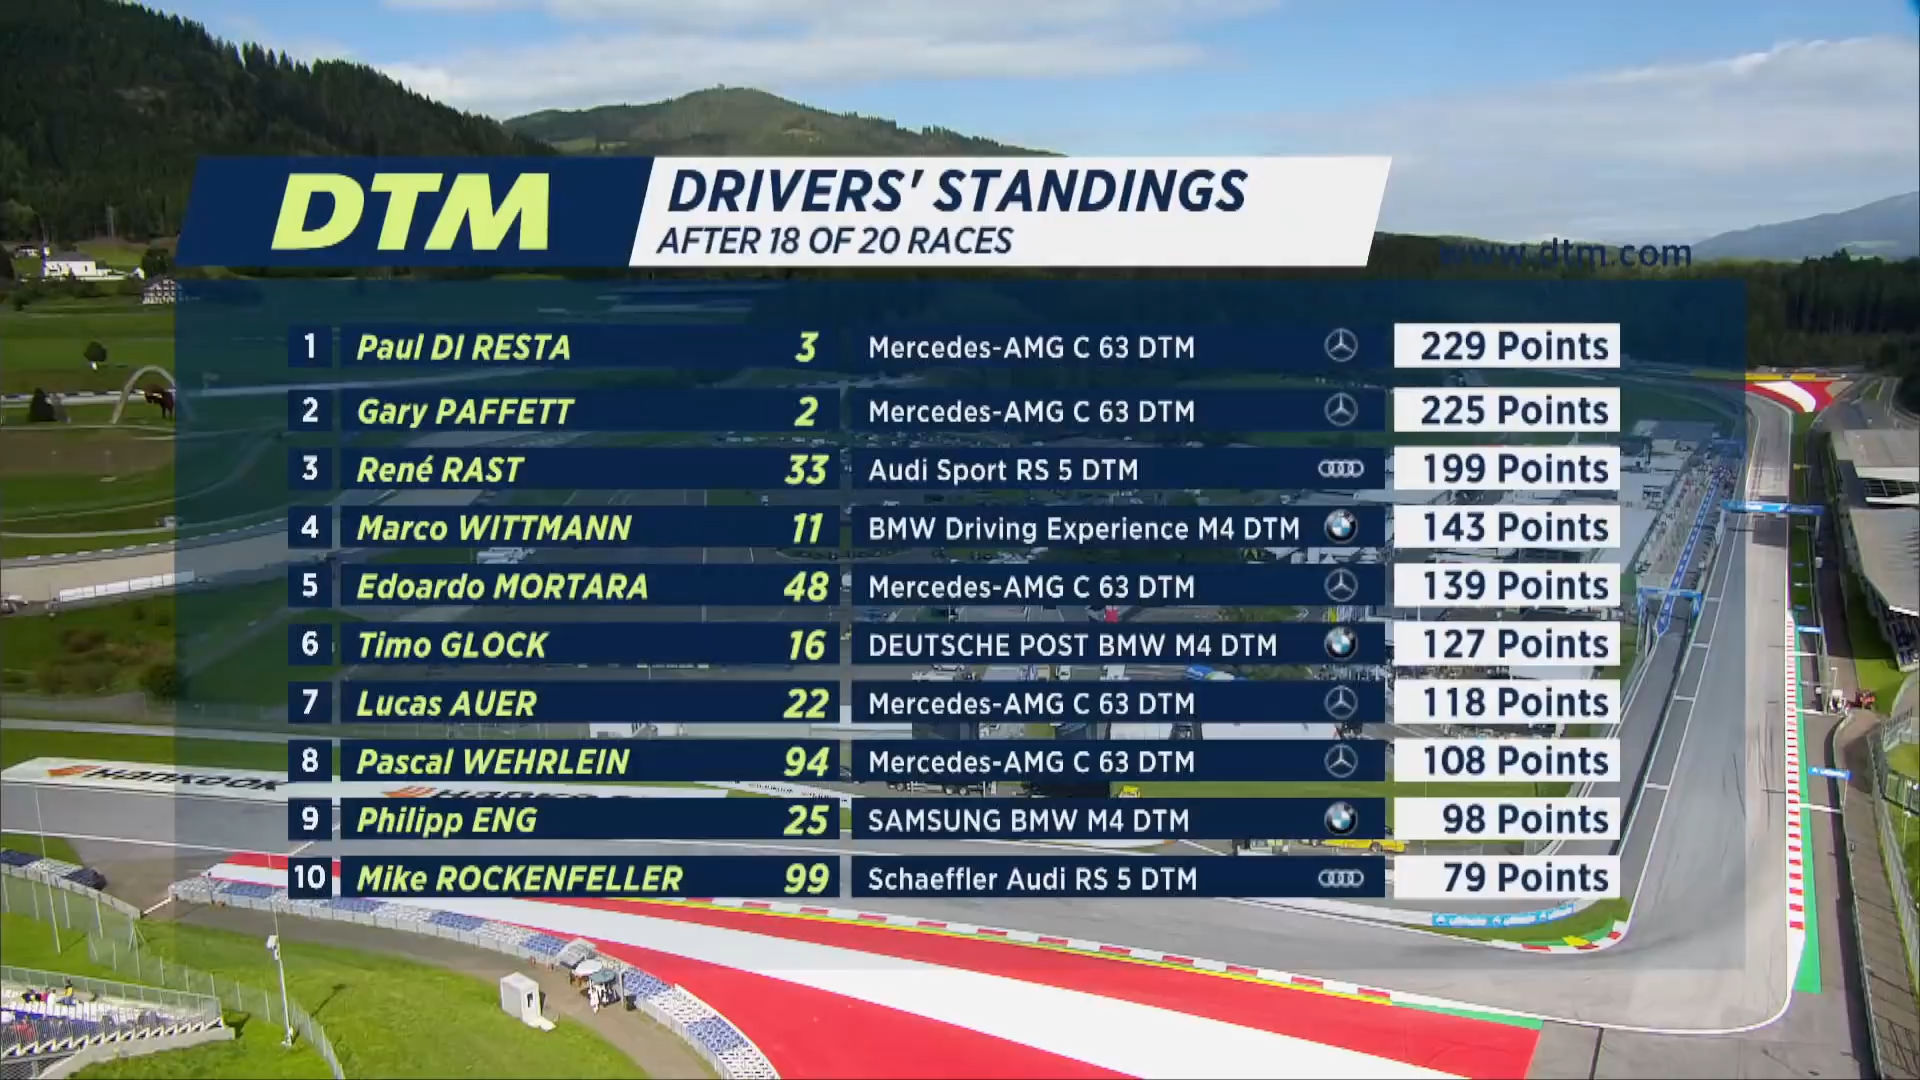 DTM
DRIVERS' STANDINGS
AFTER 18 OF 20 RACES
www.dtm.com
1 Paul DI RESTA 3 Mercedes-AMG C 63 DTM 229 Points
2 Gary PAFFETT 2 Mercedes-AMG C 63 DTM 225 Points
3 René RAST 33 Audi Sport RS 5 DTM 199 Points
4 Marco WITTMANN 11 BMW Driving Experience M4 DTM 143 Points
5 Edoardo MORTARA 48 Mercedes-AMG C 63 DTM 139 Points
6 Timo GLOCK 16 DEUTSCHE POST BMW M4 DTM 127 Points
7 Lucas AUER 22 Mercedes-AMG C 63 DTM 118 Points
8 Pascal WEHRLEIN 94 Mercedes-AMG C 63 DTM 108 Points
Hankook
Hankook
9 Philipp ENG 25 SAMSUNG BMW M4 DTM 98 Points
10 Mike ROCKENFELLER 99 Schaeffler Audi RS 5 DTM 79 Points